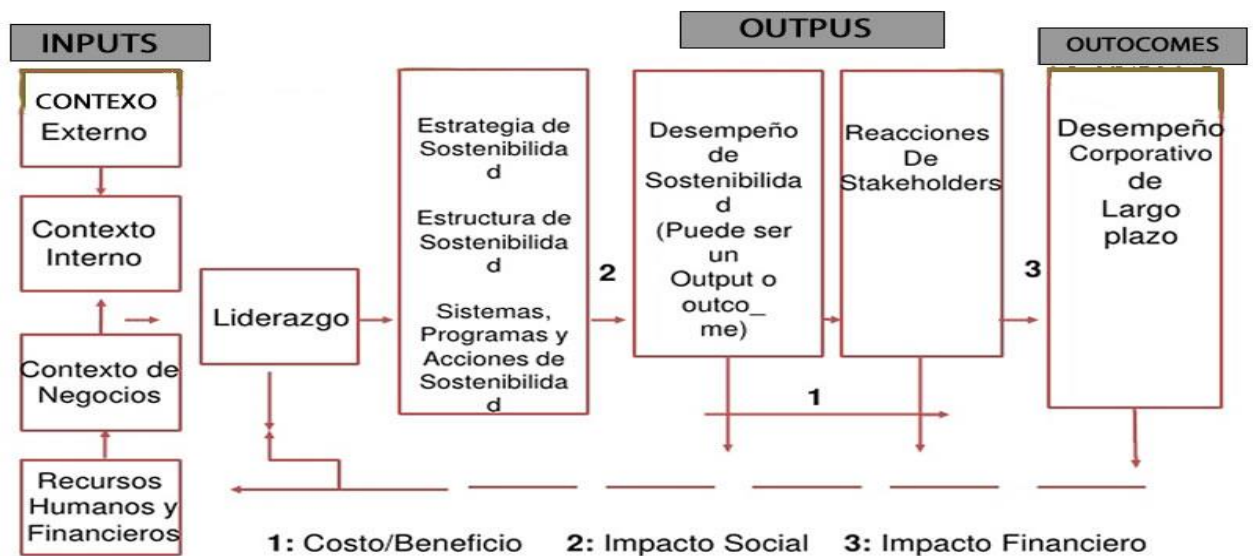 INPUTS
CONTEXO
Externo
Contexto
Interno
Contexto de
Negocios
Recursos
Humanos y
Financieros
Liderazgo
Estrategia de
Sostenibilida
d
Estructura de
Sostenibilida
d
Sistemas,
Programas y
Acciones de
Sostenibilida
d
2
OUTPUS
Desempeño
de
Sostenibilida
d
(Puede ser
un
Output o
outco_
me)
Reacciones
De
Stakeholders
1
3
OUTOCOMES
Desempeño
Corporativo
de
Largo
plazo
1: Costo/Beneficio 2: Impacto Social 3: Impacto Financiero